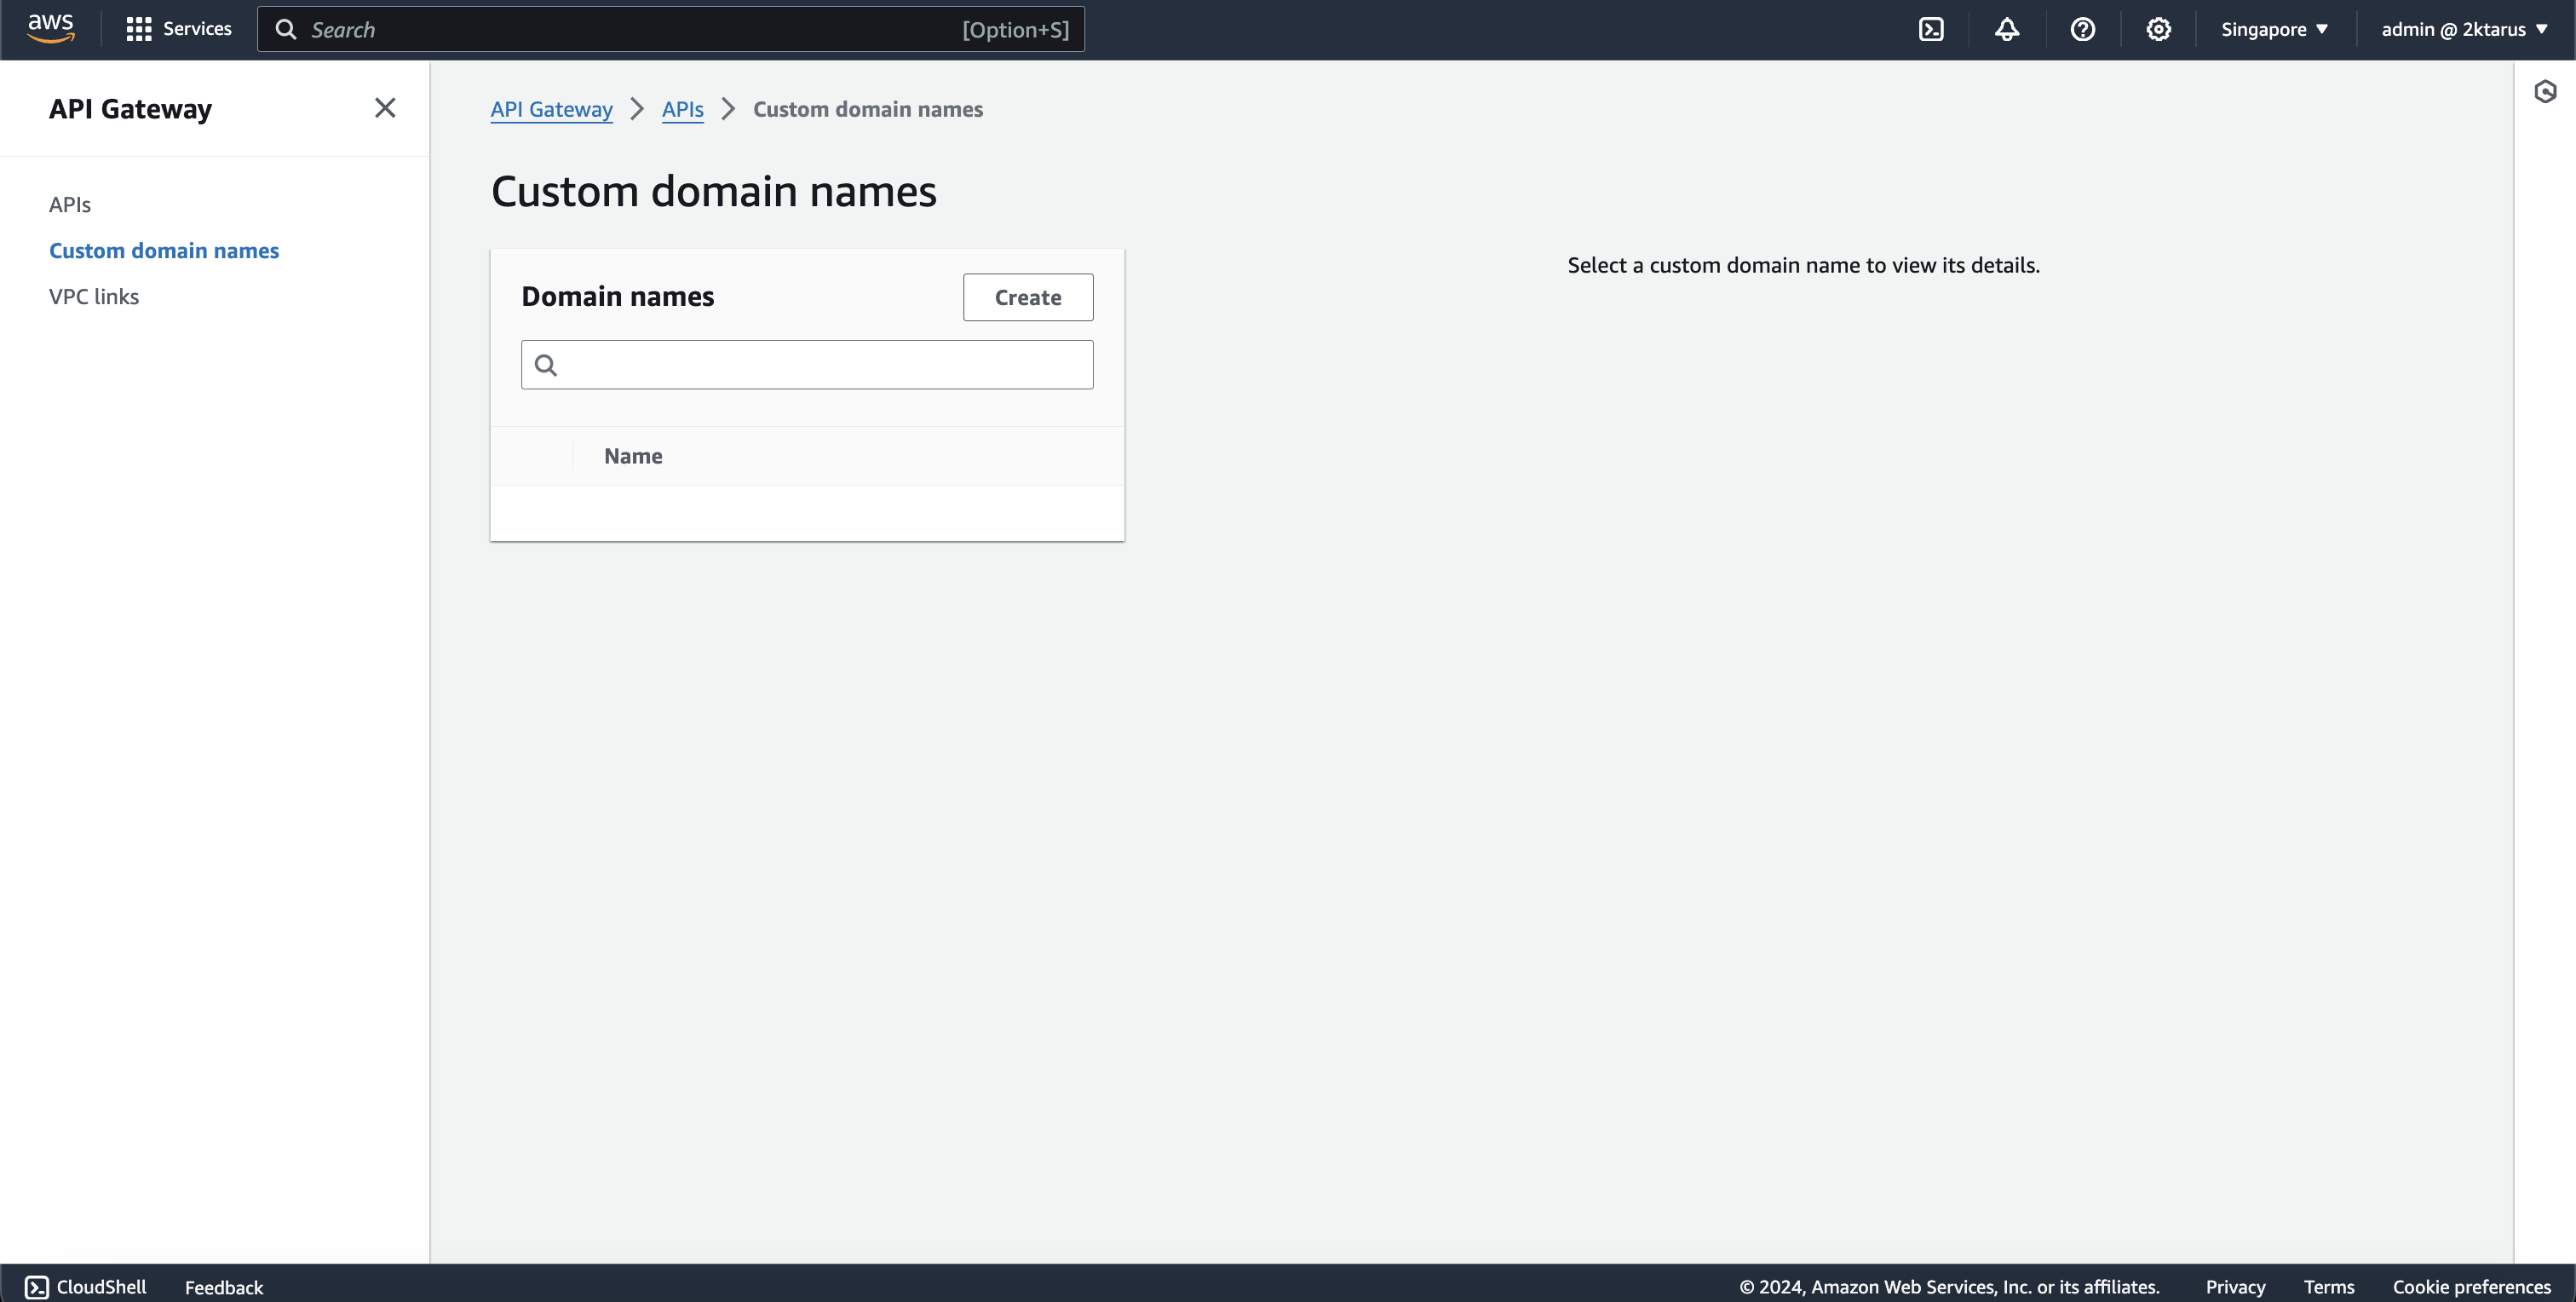 aws
Services
Search
[Option+S]
Singapore
admin @ 2ktarus
API Gateway
APIs
Custom domain names
VPC links
API Gateway
APIs
Custom domain names
Custom domain names
Domain names
Create
Name
Select a custom domain name to view its details.
CloudShell
Feedback
© 2024, Amazon Web Services, Inc. or its affiliates.
Privacy
Terms
Cookie preferences